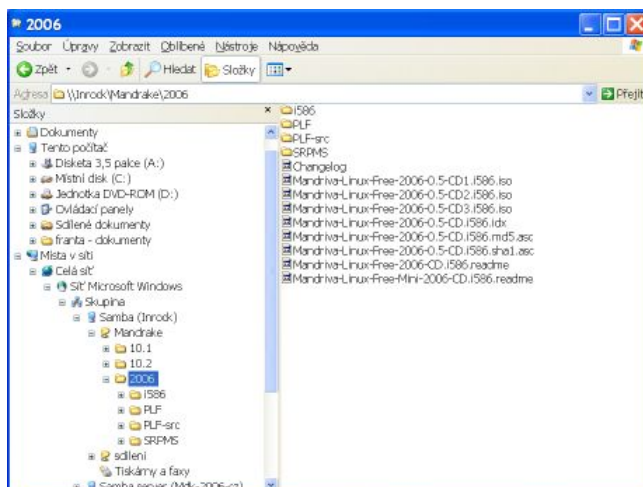 2006
Soubor Úpravy Zobrazit Oblíbené Nástroje Nápověda
Zpět Hledat Složky
Adresa \\Inrock\Mandrake\2006 Přejít
Složky
Dokumenty
Tento počítač
Disketa 3,5 palce (A:)
Místní disk (C:)
Jednotka DVD-ROM (D:)
Ovládací panely
Sdílené dokumenty
franta - dokumenty
Místa v síti
Celá síť
Síť Microsoft Windows
Skupina
Samba (Inrock)
Mandrake
10.1
10.2
2006
i586
PLF
PLF-src
SRPMS
sdileni
Tiskárny a faxy
Samba server (Mdk-2006-cz)
i586
PLF
PLF-src
SRPMS
Changelog
Mandriva-Linux-Free-2006-0.5-CD1.i586.iso
Mandriva-Linux-Free-2006-0.5-CD2.i586.iso
Mandriva-Linux-Free-2006-0.5-CD3.i586.iso
Mandriva-Linux-Free-2006-0.5-CD.i586.idx
Mandriva-Linux-Free-2006-0.5-CD.i586.md5.asc
Mandriva-Linux-Free-2006-0.5-CD.i586.sha1.asc
Mandriva-Linux-Free-2006-CD.i586.readme
Mandriva-Linux-Free-Mini-2006-CD.i586.readme